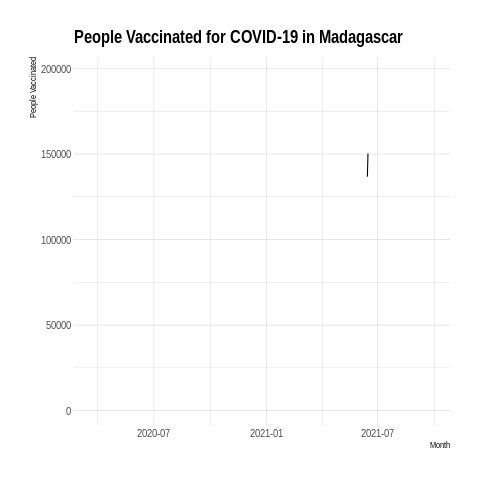 People Vaccinated for COVID-19 in Madagascar
People Vaccinated
200000
150000
100000
50000
0
2020-07 2021-01 2021-07
Month